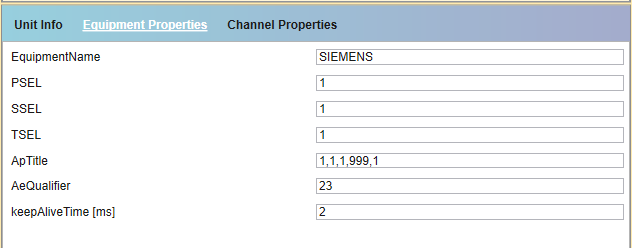 Unit Info Equipment Properties Channel Properties
EquipmentName SIEMENS
PSEL 1
SSEL 1
TSEL 1
ApTitle 1,1,1,999,1
AeQualifier 23
keepAliveTime [ms] 2